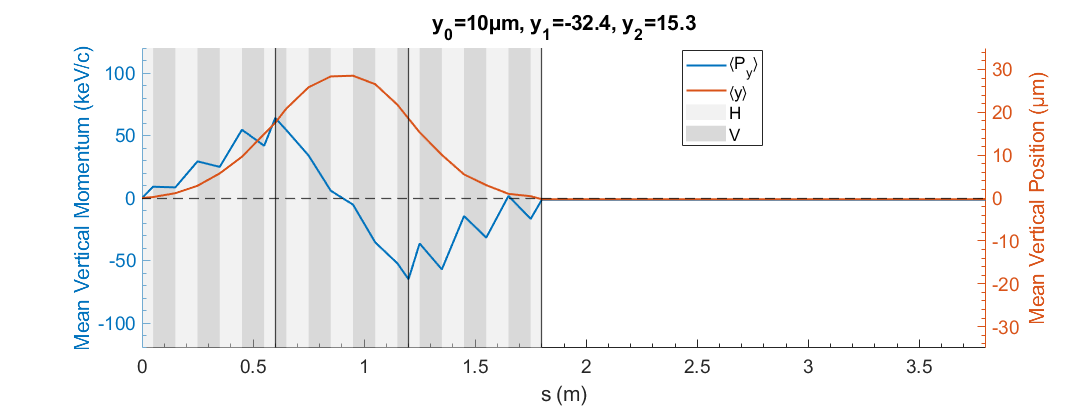 y0=10μm, y1=-32.4, y2=15.3
Mean Vertical Momentum (keV/c)
100
50
0
-50
-100
⟨Py⟩
⟨y⟩
H
V
30
20
10
0
-10
-20
-30
Mean Vertical Position (μm)
0 0.5 1 1.5 2 2.5 3 3.5
s (m)